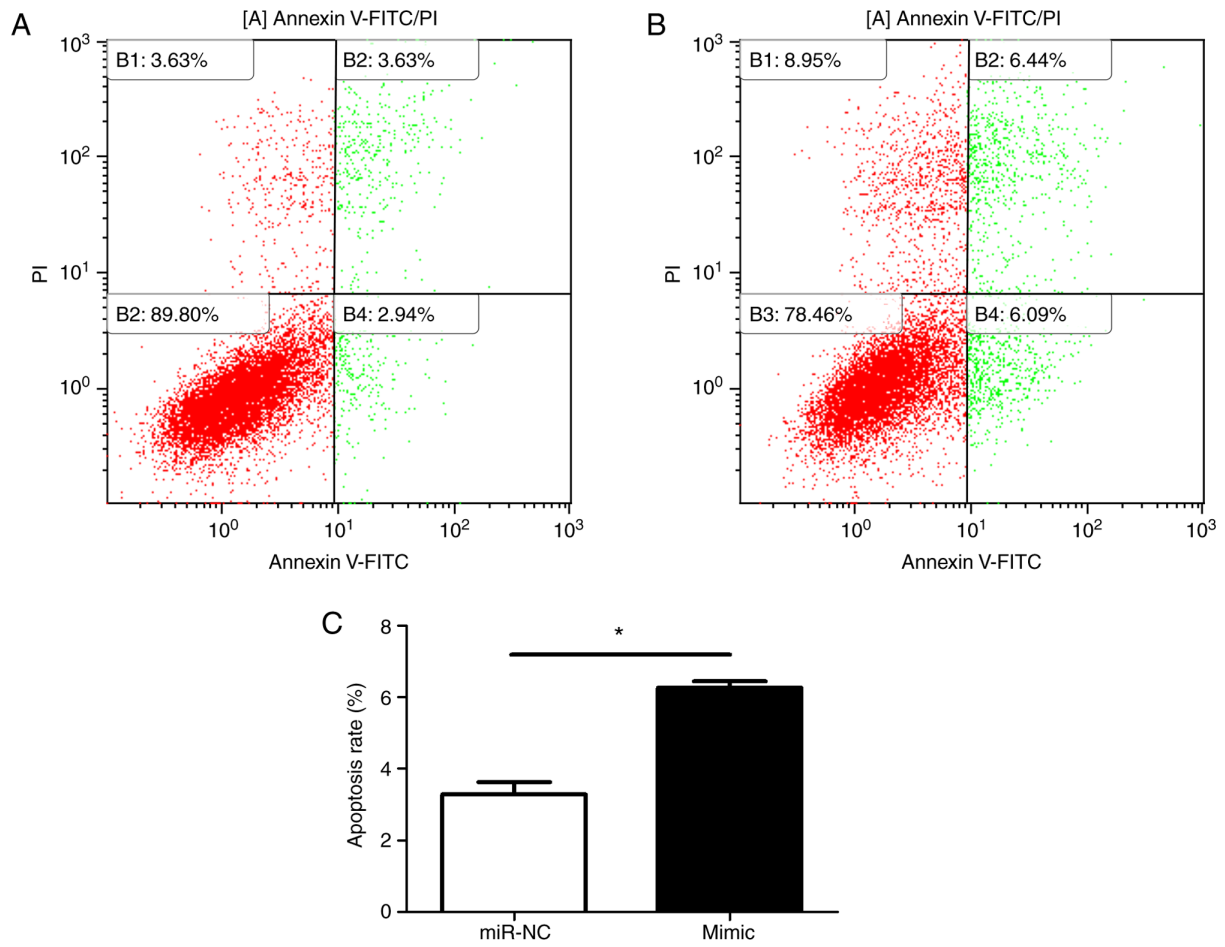 A
[A] Annexin V-FITC/PI
10³
B1: 3.63%
B2: 3.63%
10²
PI
10¹
B2: 89.80%
B4: 2.94%
10⁰
10⁰
10¹
10²
10³
Annexin V-FITC
B
[A] Annexin V-FITC/PI
10³
B1: 8.95%
B2: 6.44%
10²
PI
10¹
B3: 78.46%
B4: 6.09%
10⁰
10⁰
10¹
10²
10³
Annexin V-FITC
C
8
*
6
Apoptosis rate (%)
4
2
0
miR-NC
Mimic